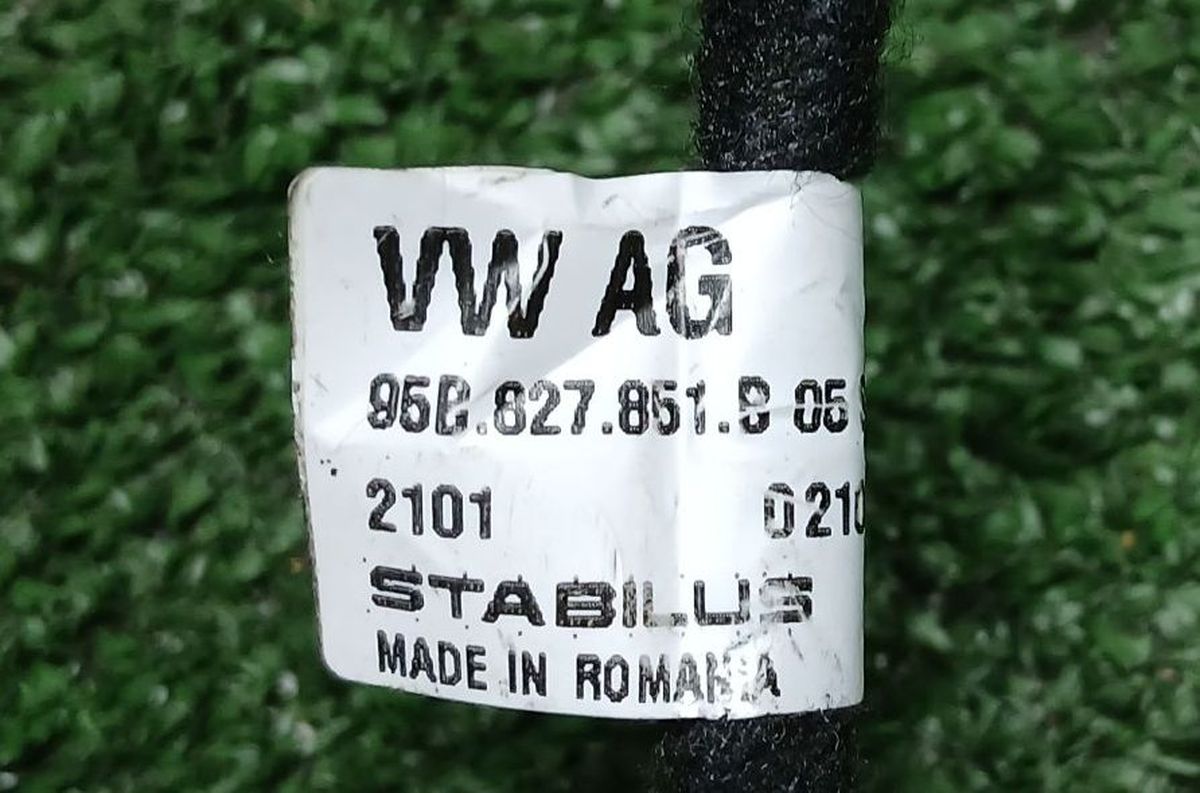 VW AG
95B.827.851.B 05
2101 0210
STABILUS
MADE IN ROMANIA